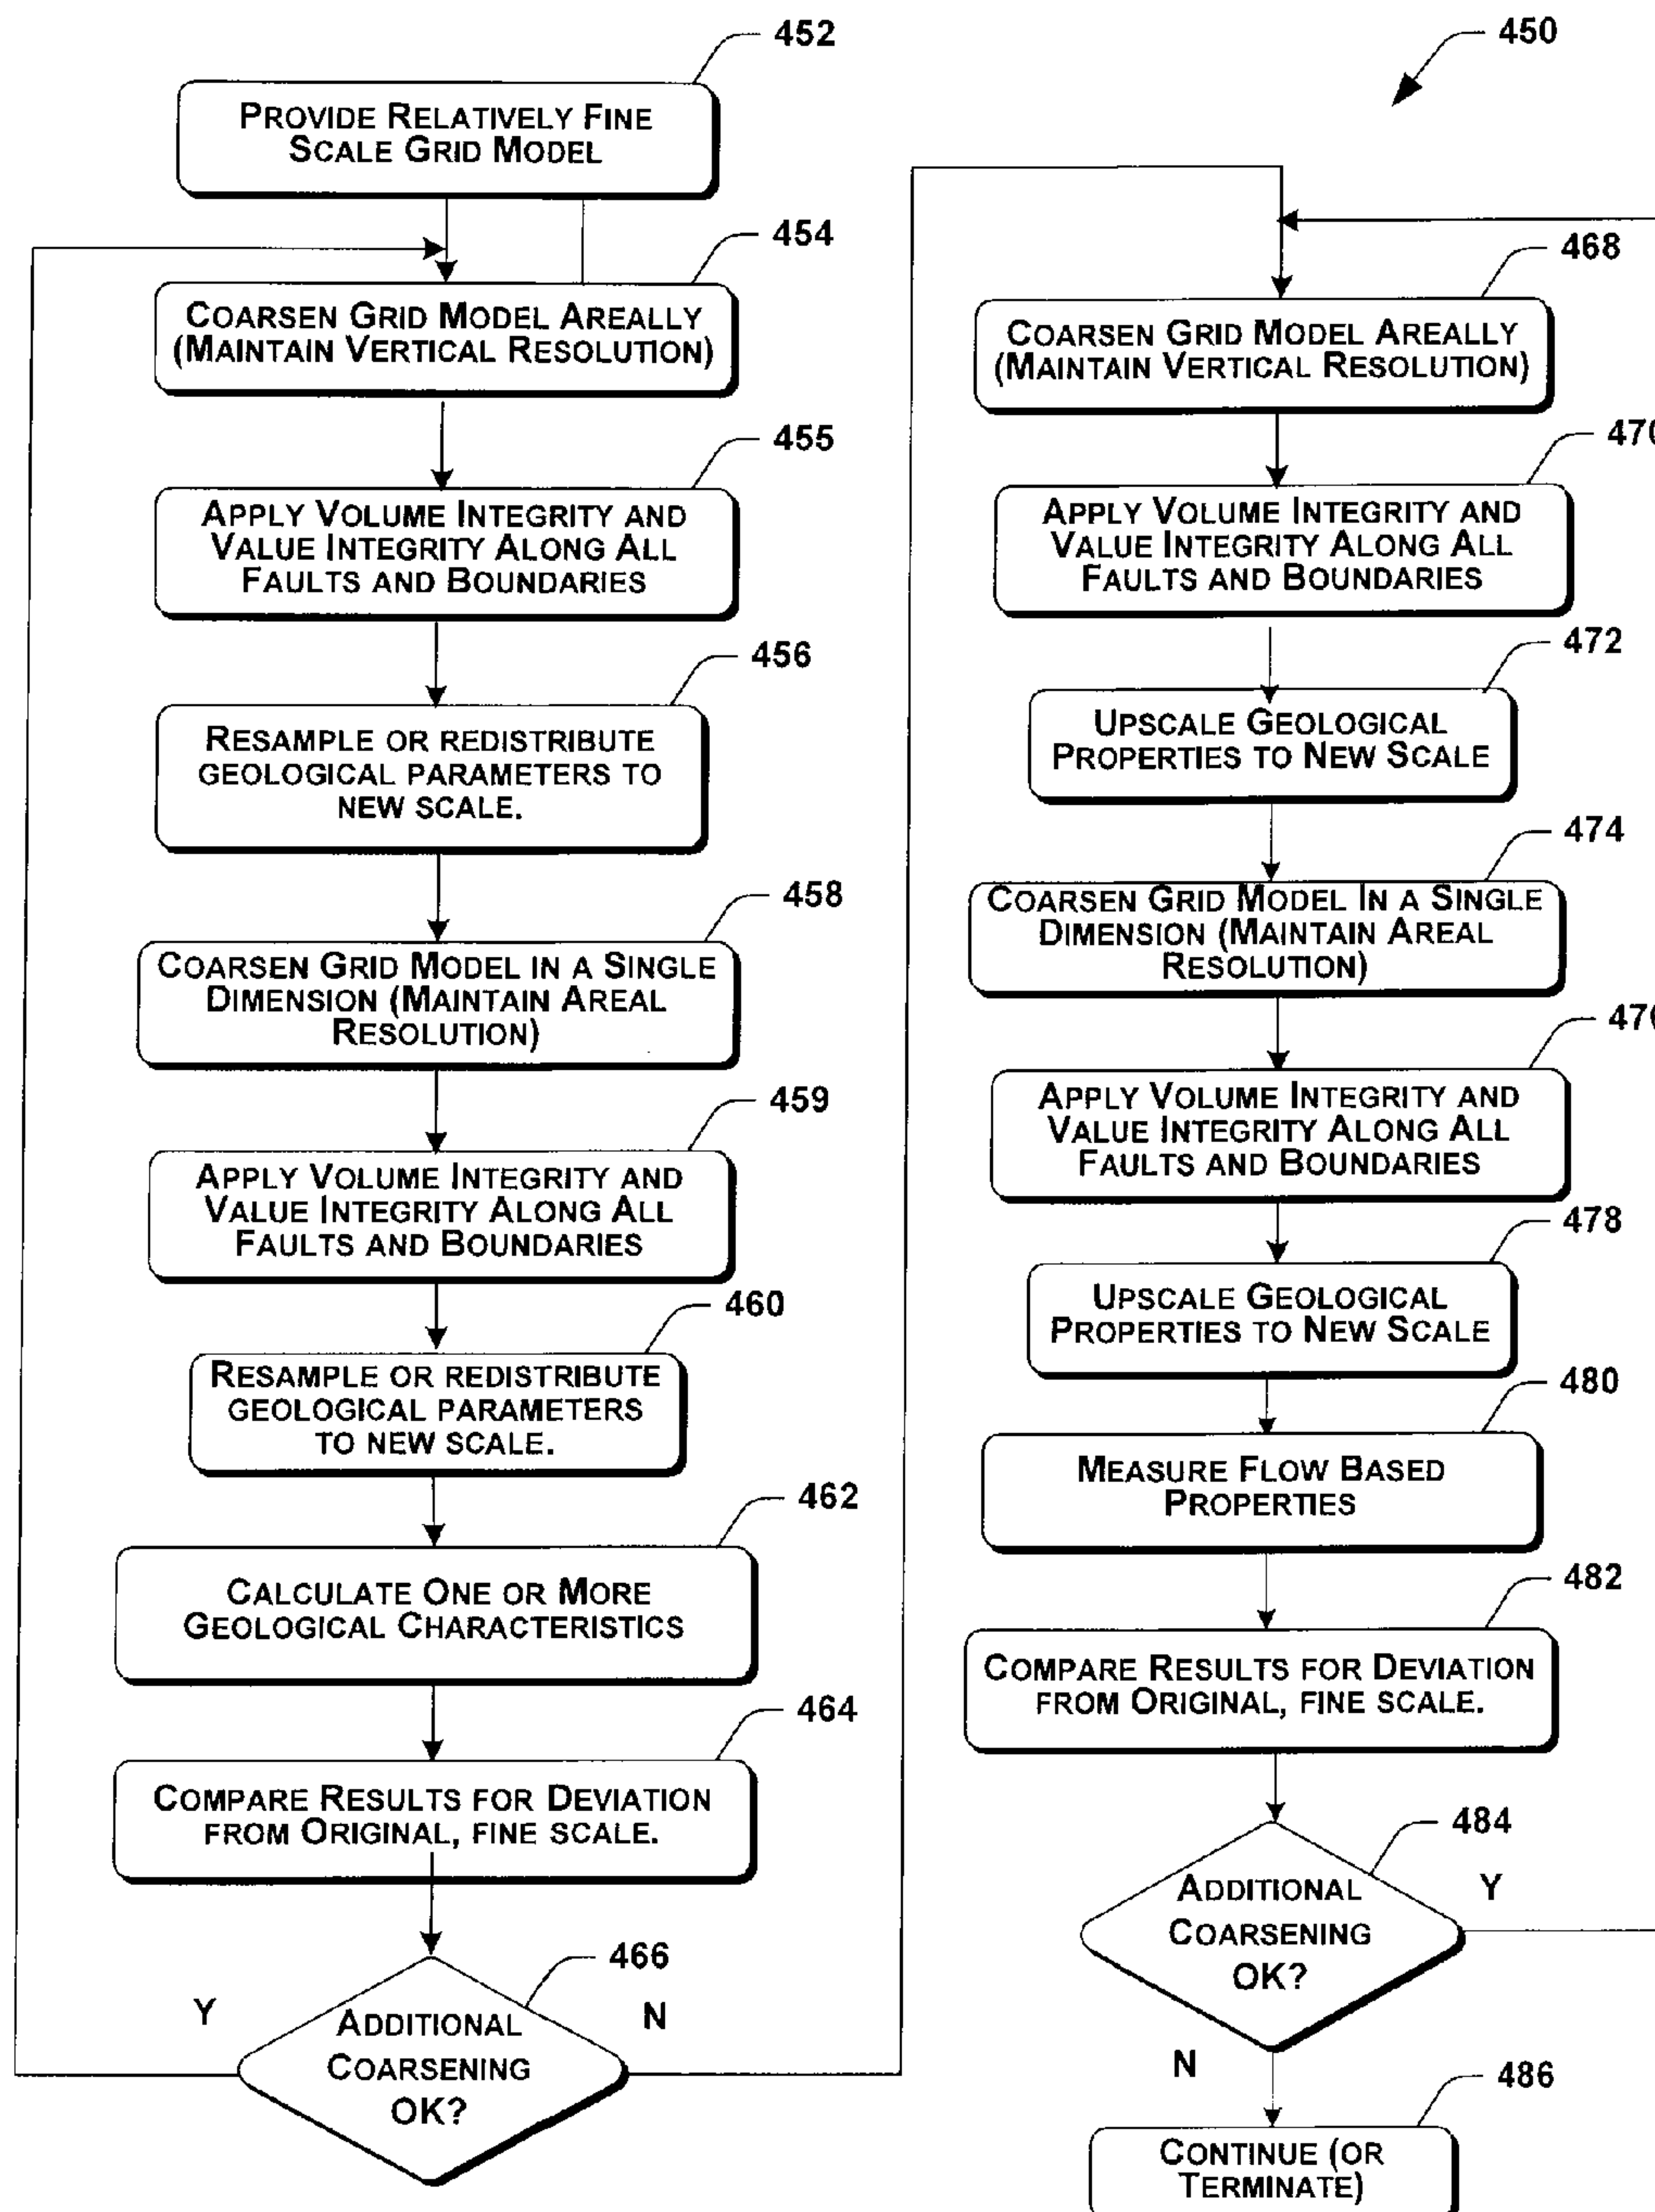 452
PROVIDE RELATIVELY FINE
SCALE GRID MODEL
454
COARSEN GRID MODEL AREALLY
(MAINTAIN VERTICAL RESOLUTION)
455
APPLY VOLUME INTEGRITY AND
VALUE INTEGRITY ALONG ALL
FAULTS AND BOUNDARIES
456
RESAMPLE OR REDISTRIBUTE
GEOLOGICAL PARAMETERS TO
NEW SCALE.
458
COARSEN GRID MODEL IN A SINGLE
DIMENSION (MAINTAIN AREAL
RESOLUTION)
459
APPLY VOLUME INTEGRITY AND
VALUE INTEGRITY ALONG ALL
FAULTS AND BOUNDARIES
460
RESAMPLE OR REDISTRIBUTE
GEOLOGICAL PARAMETERS
TO NEW SCALE.
462
CALCULATE ONE OR MORE
GEOLOGICAL CHARACTERISTICS
464
COMPARE RESULTS FOR DEVIATION
FROM ORIGINAL, FINE SCALE.
466
Y
ADDITIONAL
COARSENING
OK?
N
450
468
COARSEN GRID MODEL AREALLY
(MAINTAIN VERTICAL RESOLUTION)
470
APPLY VOLUME INTEGRITY AND
VALUE INTEGRITY ALONG ALL
FAULTS AND BOUNDARIES
472
UPSCALE GEOLOGICAL
PROPERTIES TO NEW SCALE
474
COARSEN GRID MODEL IN A SINGLE
DIMENSION (MAINTAIN AREAL
RESOLUTION)
APPLY VOLUME INTEGRITY AND
VALUE INTEGRITY ALONG ALL
FAULTS AND BOUNDARIES
478
UPSCALE GEOLOGICAL
PROPERTIES TO NEW SCALE
480
MEASURE FLOW BASED
PROPERTIES
482
COMPARE RESULTS FOR DEVIATION
FROM ORIGINAL, FINE SCALE.
484
ADDITIONAL
COARSENING
OK?
Y
N
486
CONTINUE (OR
TERMINATE)